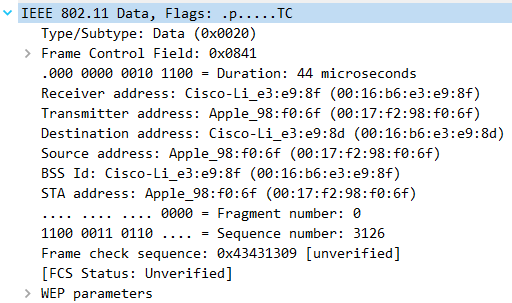 IEEE 802.11 Data, Flags: .p.....TC
Type/Subtype: Data (0x0020)
Frame Control Field: 0x0841
.000 0000 0010 1100 = Duration: 44 microseconds
Receiver address: Cisco-Li_e3:e9:8f (00:16:b6:e3:e9:8f)
Transmitter address: Apple_98:f0:6f (00:17:f2:98:f0:6f)
Destination address: Cisco-Li_e3:e9:8d (00:16:b6:e3:e9:8d)
Source address: Apple_98:f0:6f (00:17:f2:98:f0:6f)
BSS Id: Cisco-Li_e3:e9:8f (00:16:b6:e3:e9:8f)
STA address: Apple_98:f0:6f (00:17:f2:98:f0:6f)
.... .... .... 0000 = Fragment number: 0
1100 0011 0110 .... = Sequence number: 3126
Frame check sequence: 0x43431309 [unverified]
[FCS Status: Unverified]
WEP parameters